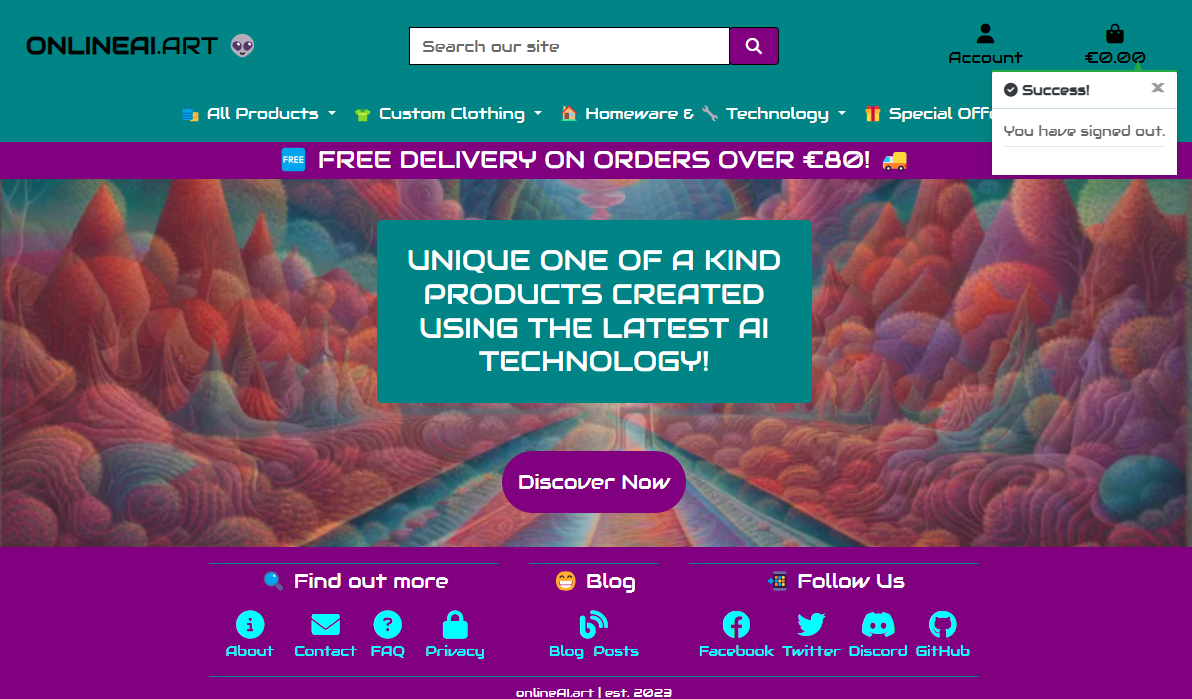 ONLINEAI.ART
Search our site
Account
€0.00
All Products
Custom Clothing
Homeware &
Technology
Special Off
Success!
You have signed out.
FREE
FREE DELIVERY ON ORDERS OVER €80!
UNIQUE ONE OF A KIND
PRODUCTS CREATED
USING THE LATEST AI
TECHNOLOGY!
Discover Now
Find out more
Blog
Follow Us
About
Contact
FAQ
Privacy
Blog Posts
Facebook
Twitter
Discord
GitHub
onlineAI.art | est. 2023